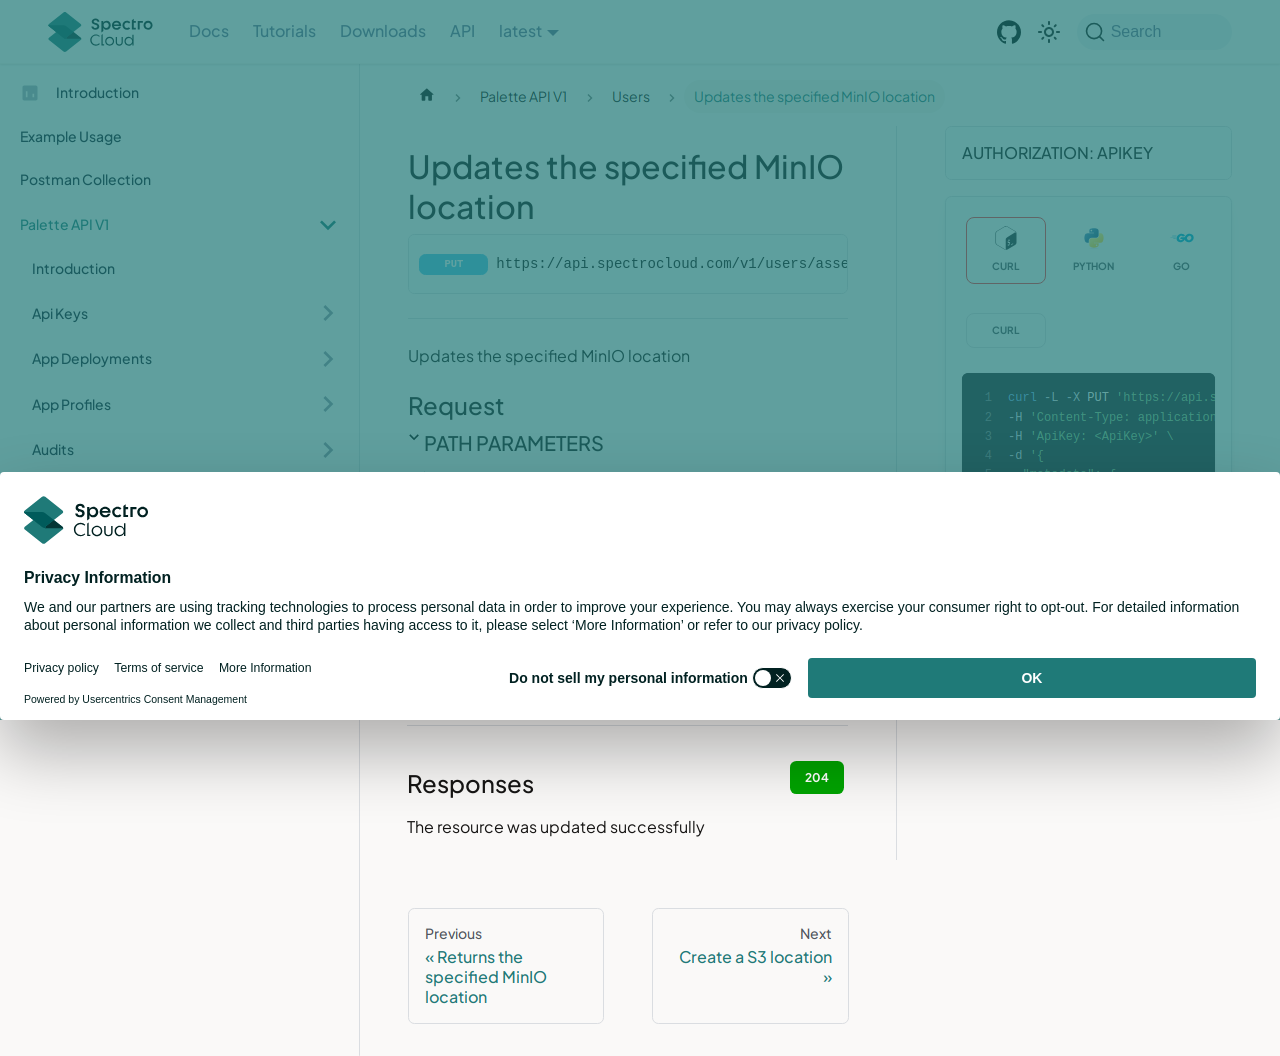 Spectro Cloud
Docs
Tutorials
Downloads
API
latest
Search
Introduction
Example Usage
Postman Collection
Palette API V1
Introduction
Api Keys
App Deployments
App Profiles
Audits
Palette API V1
Users
Updates the specified MinIO location
Updates the specified MinIO
location
PUT https://api.spectrocloud.com/v1/users/asse
Updates the specified MinIO location
Request
PATH PARAMETERS
AUTHORIZATION: APIKEY
CURL
PYTHON
GO
CURL
1 curl -L -X PUT 'https://api.s
2 -H 'Content-Type: application
3 -H 'ApiKey: <ApiKey>' \
4 -d '{
Spectro
Cloud
Privacy Information
We and our partners are using tracking technologies to process personal data in order to improve your experience. You may always exercise your consumer right to opt-out. For detailed information
about personal information we collect and third parties having access to it, please select ‘More Information’ or refer to our privacy policy.
Privacy policy
Terms of service
More Information
Do not sell my personal information
OK
Powered by Usercentrics Consent Management
Responses
204
The resource was updated successfully
Previous
« Returns the
specified MinIO
location
Next
Create a S3 location
»